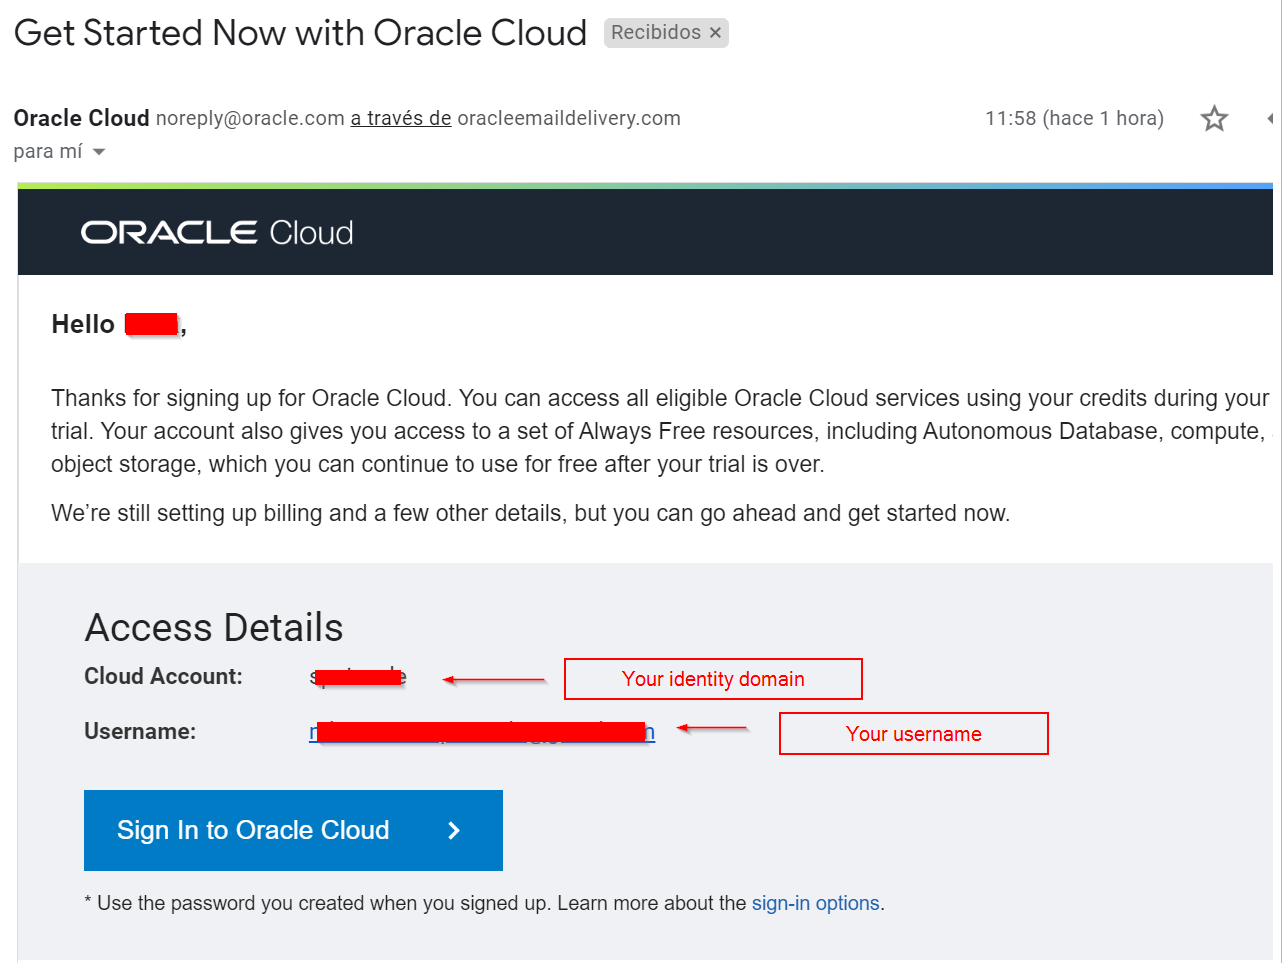 Get Started Now with Oracle Cloud Recibidos ×
Oracle Cloud noreply@oracle.com a través de oracleemaildelivery.com 11:58 (hace 1 hora)
para mí
ORACLE Cloud
Hello ,
Thanks for signing up for Oracle Cloud. You can access all eligible Oracle Cloud services using your credits during your
trial. Your account also gives you access to a set of Always Free resources, including Autonomous Database, compute,
object storage, which you can continue to use for free after your trial is over.
We’re still setting up billing and a few other details, but you can go ahead and get started now.
Access Details
Cloud Account: Your identity domain
Username: Your username
Sign In to Oracle Cloud
* Use the password you created when you signed up. Learn more about the sign-in options.